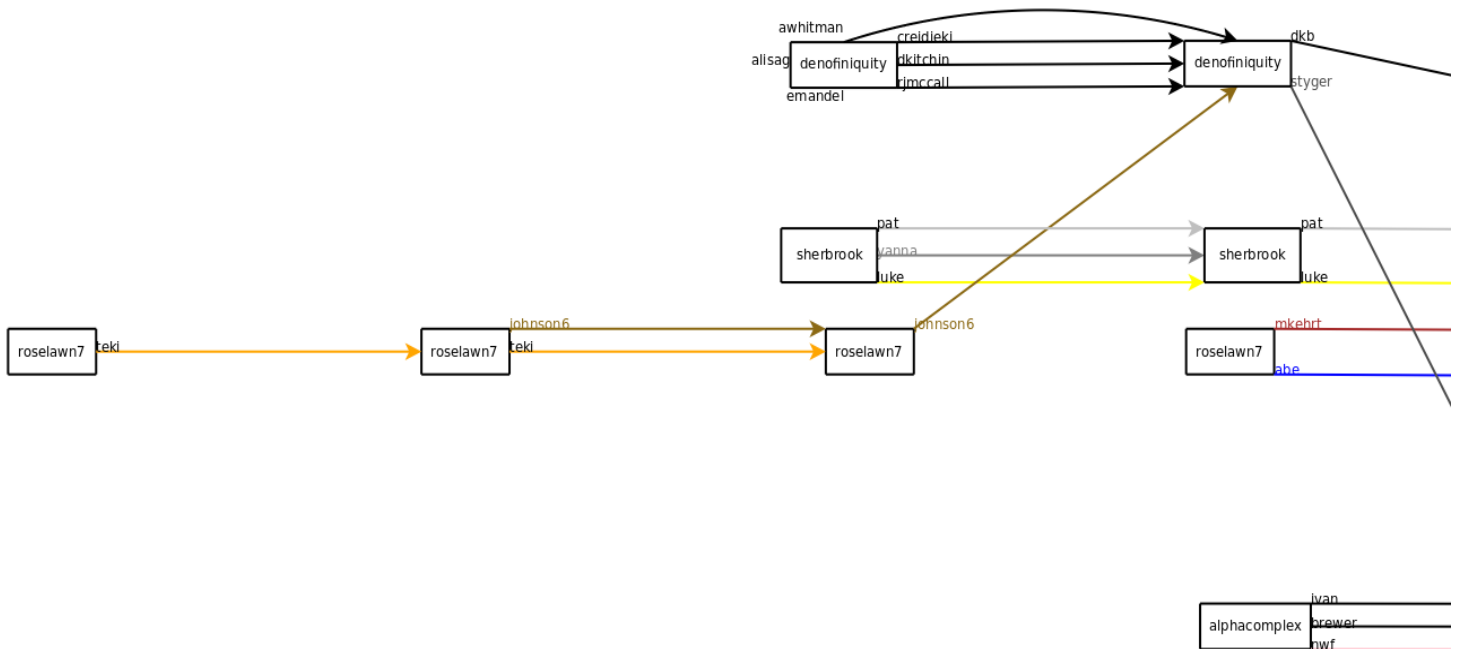 awhitman
creidieki
dkb
alisag
denofiniquity
dkitchin
denofiniquity
rjmccall
styger
emandel
pat
pat
sherbrook
yanna
sherbrook
luke
luke
johnson6
johnson6
mkehrt
roselawn7
teki
roselawn7
teki
roselawn7
roselawn7
abe
ivan
alphacomplex
brewer
nwf